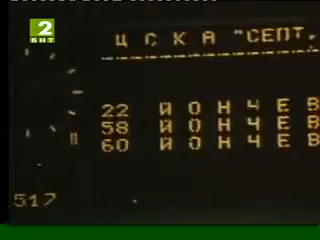 2
БНТ
ЦСКА "СЕПТ.
22 ЙОНЧЕВ
58 ЙОНЧЕВ
60 ЙОНЧЕВ
517